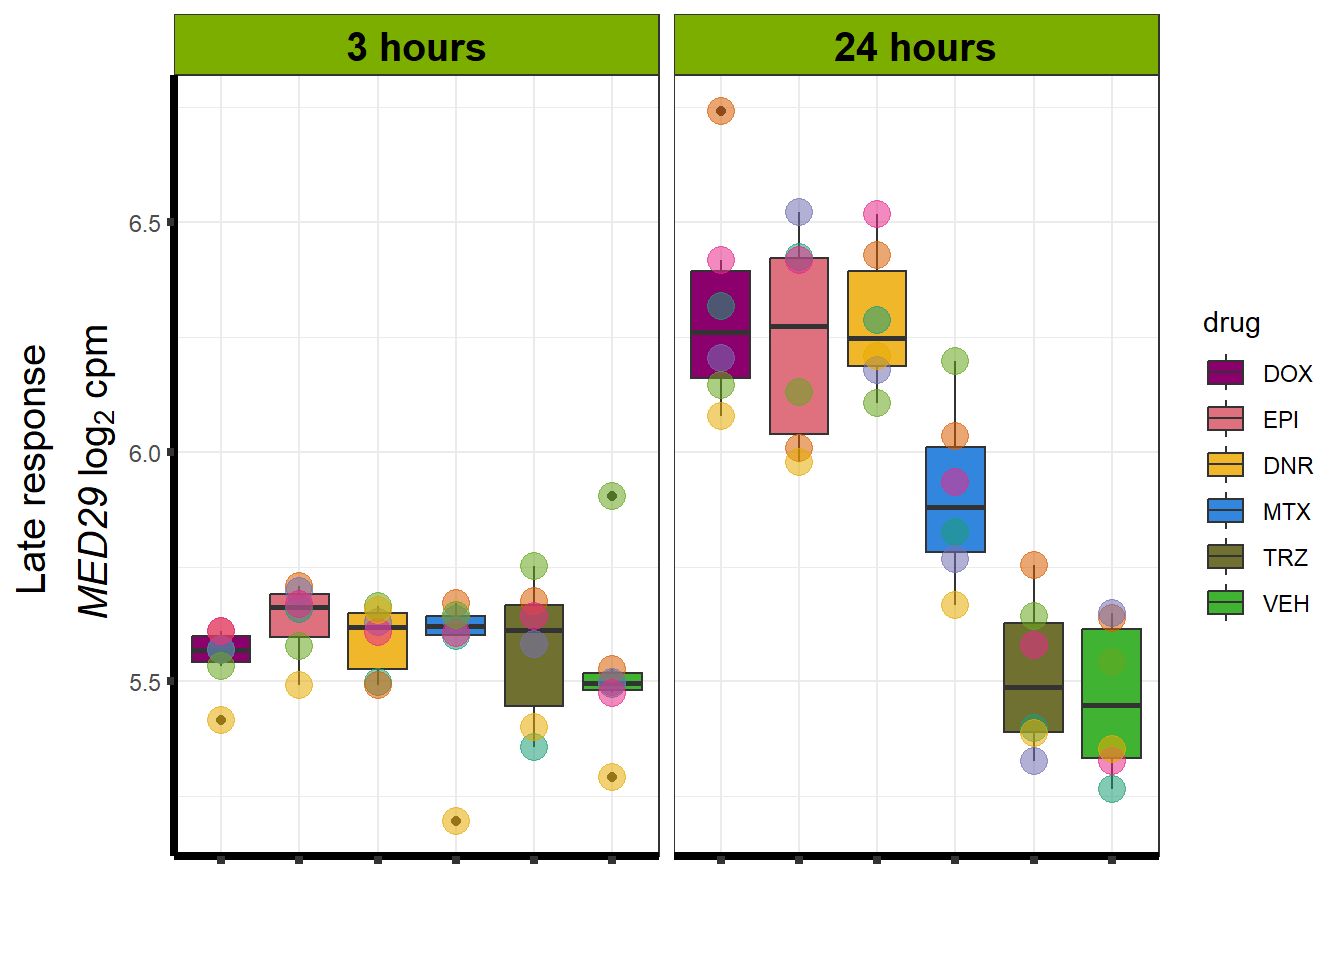 3 hours
24 hours
Late response
MED29 log₂ cpm
6.5
6.0
5.5
drug
DOX
EPI
DNR
MTX
TRZ
VEH